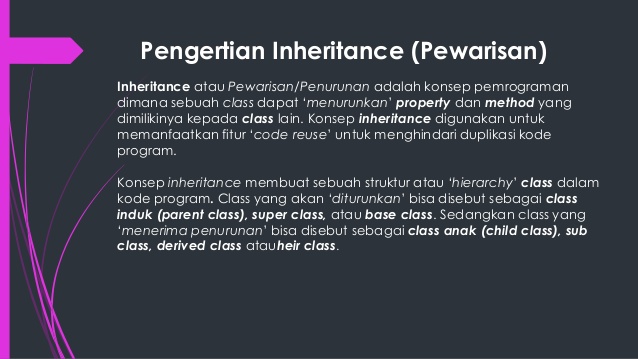 Pengertian Inheritance (Pewarisan)
Inheritance atau Pewarisan/Penurunan adalah konsep pemrograman
dimana sebuah class dapat ‘menurunkan’ property dan method yang
dimilikinya kepada class lain. Konsep inheritance digunakan untuk
memanfaatkan fitur ‘code reuse’ untuk menghindari duplikasi kode
program.
Konsep inheritance membuat sebuah struktur atau ‘hierarchy’ class dalam
kode program. Class yang akan ‘diturunkan’ bisa disebut sebagai class
induk (parent class), super class, atau base class. Sedangkan class yang
‘menerima penurunan’ bisa disebut sebagai class anak (child class), sub
class, derived class atauheir class.